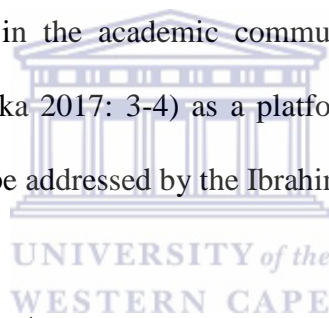 in the academic commu
ka 2017: 3-4) as a platfo
be addressed by the Ibrahin
UNIVERSITY of the
WESTERN CAPE